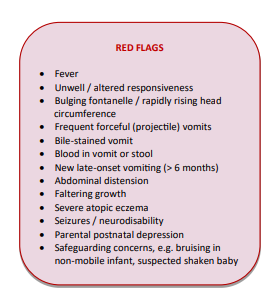 RED FLAGS
• Fever
• Unwell / altered responsiveness
• Bulging fontanelle / rapidly rising head
circumference
• Frequent forceful (projectile) vomits
• Bile-stained vomit
• Blood in vomit or stool
• New late-onset vomiting (> 6 months)
• Abdominal distension
• Faltering growth
• Severe atopic eczema
• Seizures / neurodisability
• Parental postnatal depression
• Safeguarding concerns, e.g. bruising in
non-mobile infant, suspected shaken baby